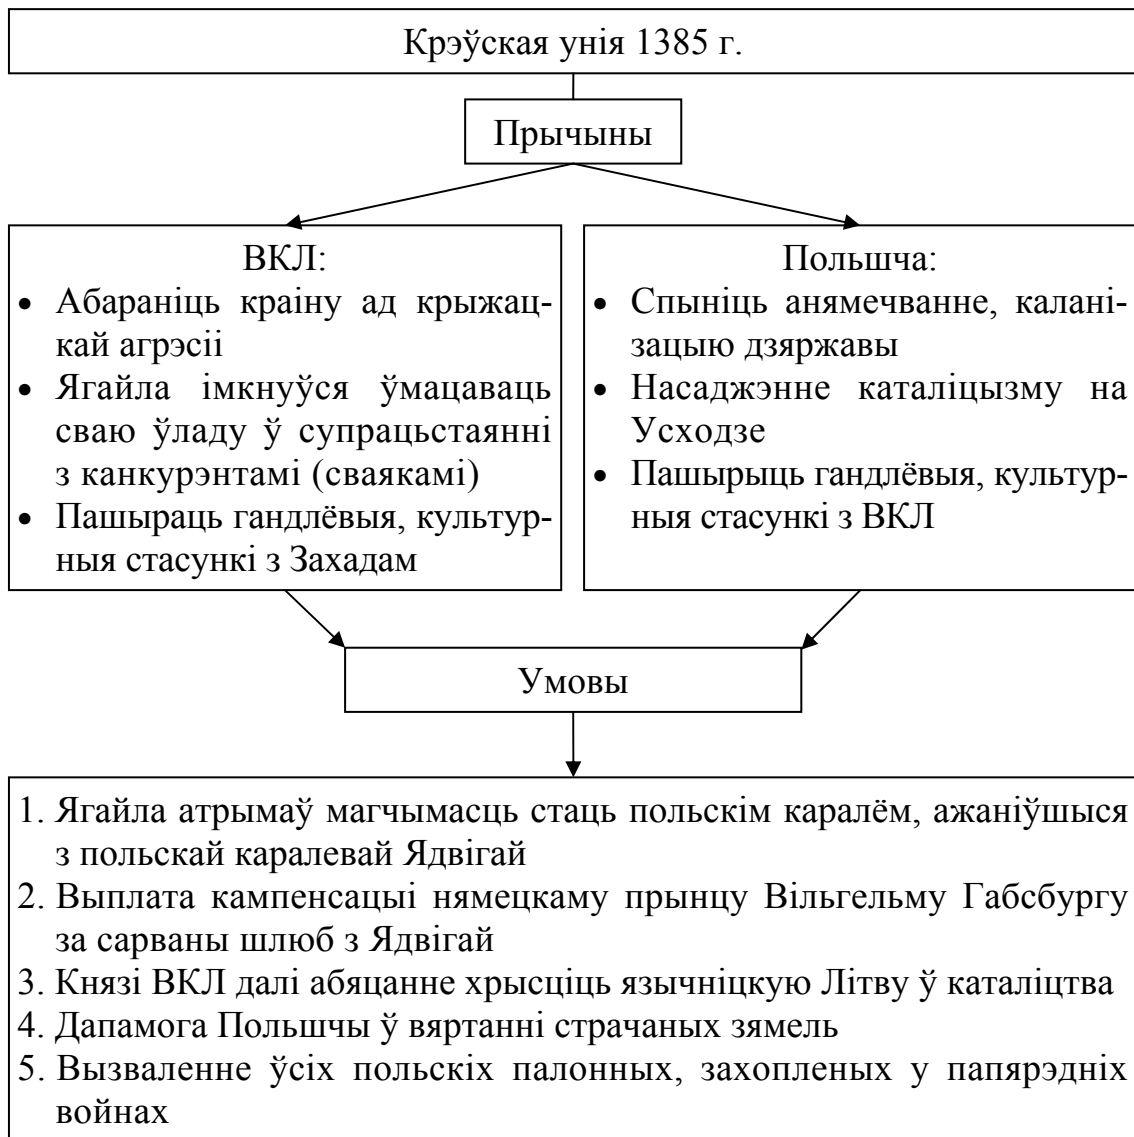 Крэўская унія 1385 г.
Прычыны
ВКЛ:
• Абараніць краіну ад крыжац-
кай агрэсіі
• Ягайла імкнуўся ўмацаваць
сваю ўладу ў супрацьстаянні
з канкурэнтамі (сваякамі)
• Пашыраць гандлёвыя, культур-
ныя стасункі з Захадам
Польшча:
• Спыніць анямечванне, калані-
зацыю дзяржавы
• Насаджэнне каталіцызму на
Усходзе
• Пашырыць гандлёвыя, культур-
ныя стасункі з ВКЛ
Умовы
1. Ягайла атрымаў магчымасць стаць польскім каралём, ажаніўшыся
з польскай каралевай Ядвігай
2. Выплата кампенсацыі нямецкаму прынцу Вільгельму Габсбургу
за сарваны шлюб з Ядвігай
3. Князі ВКЛ далі абяцанне хрысціць язычніцкую Літву ў каталіцтва
4. Дапамога Польшчы ў вяртанні страчаных зямель
5. Вызваленне ўсіх польскіх палонных, захопленых у папярэдніх
войнах